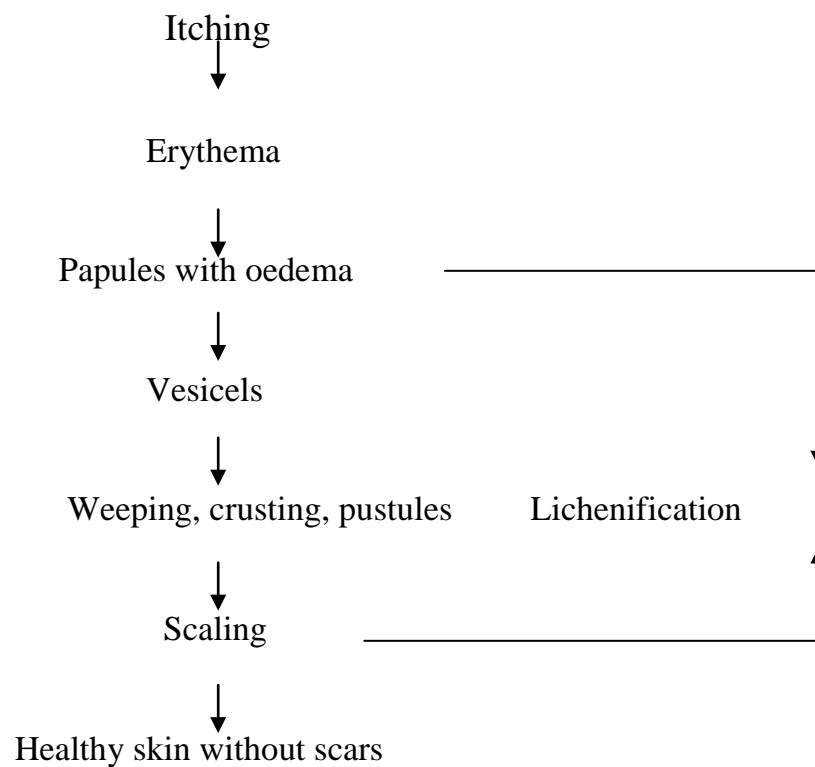 Itching
Erythema
Papules with oedema
Vesicels
Weeping, crusting, pustules Lichenification
Scaling
Healthy skin without scars